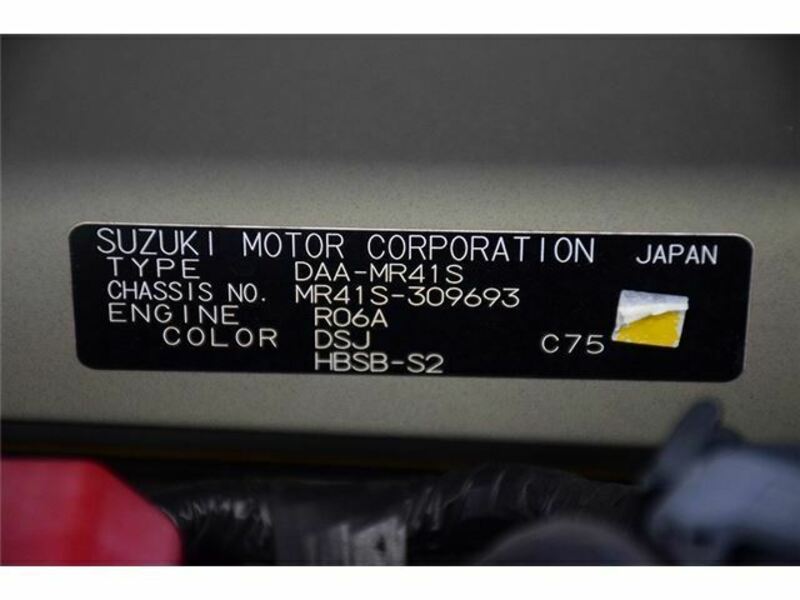 SUZUKI MOTOR CORPORATION JAPAN
TYPE DAA-MR41S
CHASSIS NO. MR41S-309693
ENGINE R06A
COLOR DSJ C75
HBSB-S2